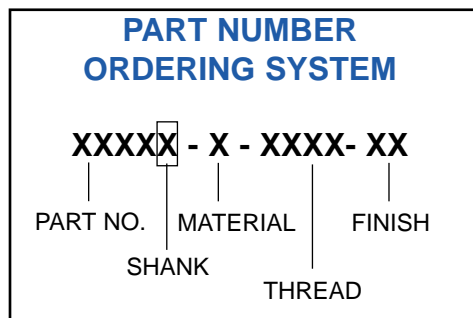 PART NUMBER
ORDERING SYSTEM
XXXXX - X - XXXX- XX
PART NO. MATERIAL FINISH
SHANK
THREAD